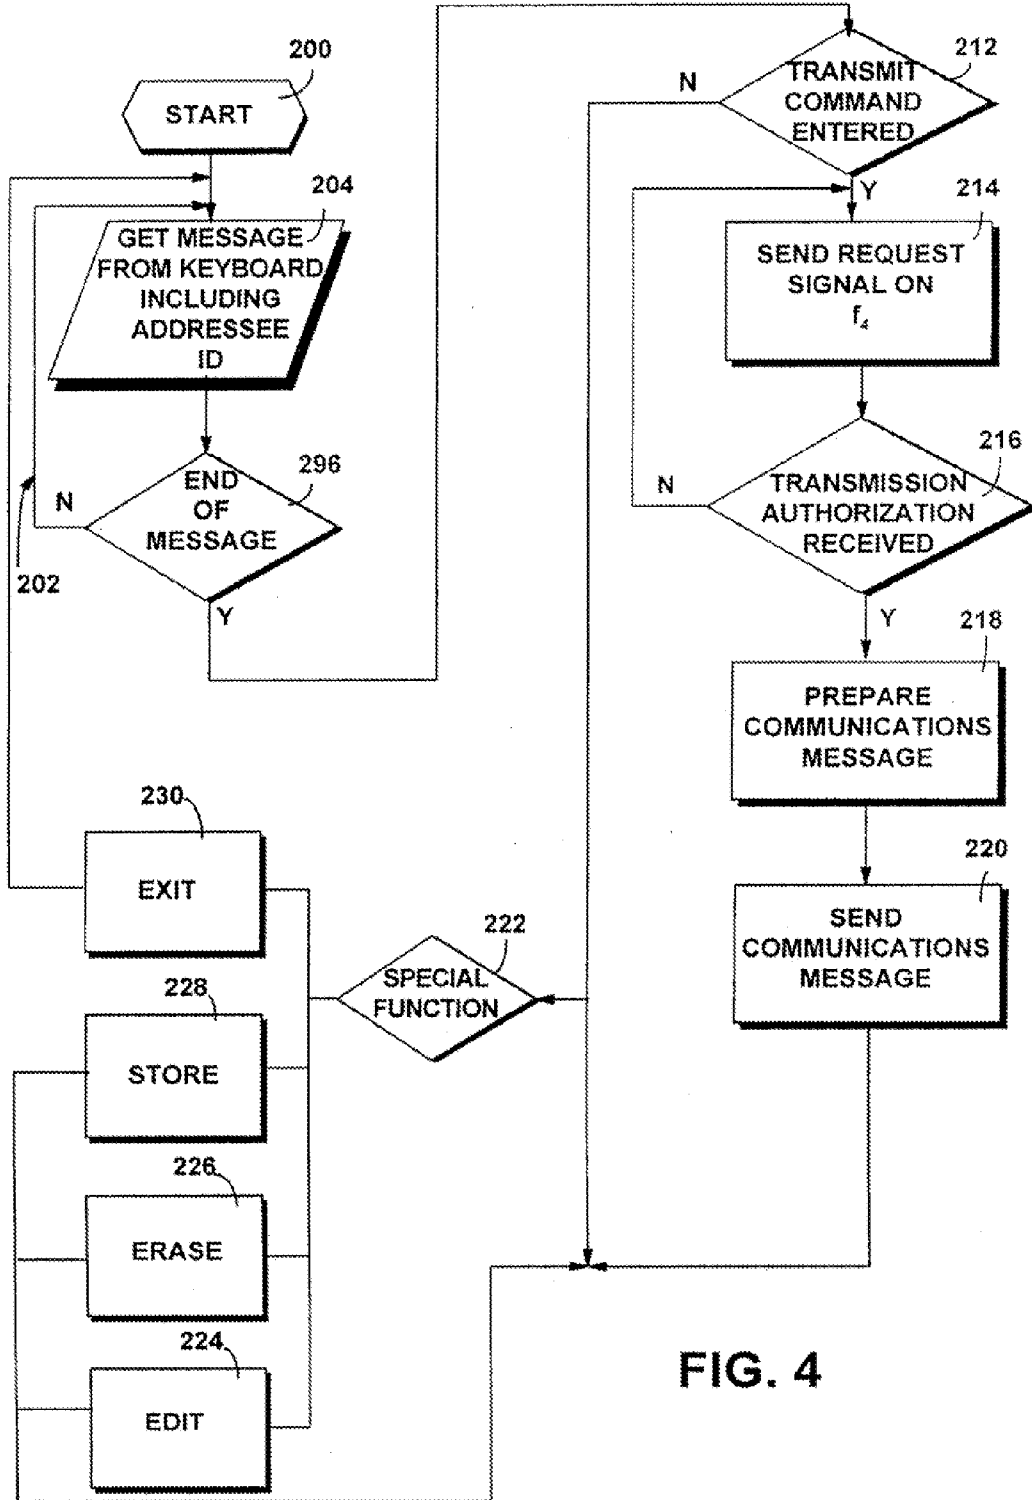 200
START
204
GET MESSAGE
FROM KEYBOARD
INCLUDING
ADDRESSEE
ID
296
END
OF
MESSAGE
N
202
Y
212
TRANSMIT
COMMAND
ENTERED
N
Y
214
SEND REQUEST
SIGNAL ON
f4
216
TRANSMISSION
AUTHORIZATION
RECEIVED
N
Y
218
PREPARE
COMMUNICATIONS
MESSAGE
220
SEND
COMMUNICATIONS
MESSAGE
222
SPECIAL
FUNCTION
230
EXIT
228
STORE
226
ERASE
224
EDIT
FIG. 4